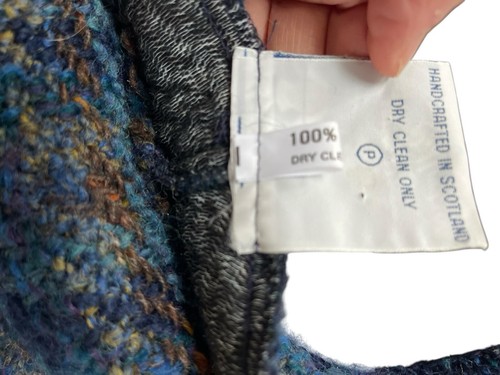 HANDCRAFTED IN SCOTLAND
DRY CLEAN ONLY
P
100%
DRY CLE